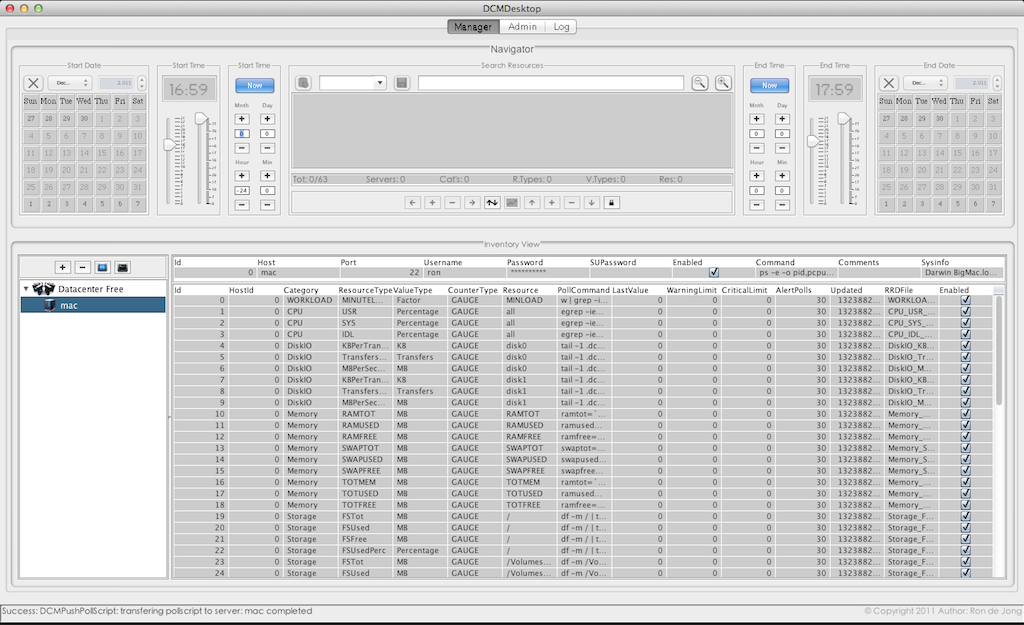 DCMDesktop
Manager Admin Log
Navigator
Start Date Start Time Start Time Search Resources End Time End Time End Date
Dec... 2.011 16:59 Now Now 17:59 Dec... 2.011
Sun Mon Tue Wed Thu Fri Sat Mnth Day Mnth Day Sun Mon Tue Wed Thu Fri Sat
27 28 29 30 1 2 3 + + + + 27 28 29 30 1 2 3
4 5 6 7 8 9 10 0 0 0 0 4 5 6 7 8 9 10
11 12 13 14 15 16 17 − − − − 11 12 13 14 15 16 17
18 19 20 21 22 23 24 Hour Min Hour Min 18 19 20 21 22 23 24
25 26 27 28 29 30 31 + + Tot: 0/63 Servers: 0 Cat's: 0 R.Types: 0 V.Types: 0 Res: 0 + + 25 26 27 28 29 30 31
1 2 3 4 5 6 7 -24 0 0 0 1 2 3 4 5 6 7
Inventory View
Id Host Port Username Password SUPassword Enabled Command Comments Sysinfo
0 mac 22 ron ********** ps -e -o pid,pcpu... Darwin BigMac.lo...
Datacenter Free
mac
Id HostId Category ResourceType ValueType CounterType Resource PollCommand LastValue WarningLimit CriticalLimit AlertPolls Updated RRDFile Enabled
0 0 WORKLOAD MINUTEL... Factor GAUGE MINLOAD w | grep -i... 0 0 0 30 1323882... WORKLOA...
1 0 CPU USR Percentage GAUGE all egrep -ie... 0 0 0 30 1323882... CPU_USR_...
2 0 CPU SYS Percentage GAUGE all egrep -ie... 0 0 0 30 1323882... CPU_SYS_...
3 0 CPU IDL Percentage GAUGE all egrep -ie... 0 0 0 30 1323882... CPU_IDL_...
4 0 DiskIO KBPerTran... KB GAUGE disk0 tail -1 .dc... 0 0 0 30 1323882... DiskIO_KB...
5 0 DiskIO Transfers... Transfers GAUGE disk0 tail -1 .dc... 0 0 0 30 1323882... DiskIO_Tr...
6 0 DiskIO MBPerSec... MB GAUGE disk0 tail -1 .dc... 0 0 0 30 1323882... DiskIO_M...
7 0 DiskIO KBPerTran... KB GAUGE disk1 tail -1 .dc... 0 0 0 30 1323882... DiskIO_KB...
8 0 DiskIO Transfers... Transfers GAUGE disk1 tail -1 .dc... 0 0 0 30 1323882... DiskIO_Tr...
9 0 DiskIO MBPerSec... MB GAUGE disk1 tail -1 .dc... 0 0 0 30 1323882... DiskIO_M...
10 0 Memory RAMTOT MB GAUGE RAMTOT ramtot=`... 0 0 0 30 1323882... Memory_...
11 0 Memory RAMUSED MB GAUGE RAMUSED ramused... 0 0 0 30 1323882... Memory_...
12 0 Memory RAMFREE MB GAUGE RAMFREE ramfree=... 0 0 0 30 1323882... Memory_...
13 0 Memory SWAPTOT MB GAUGE SWAPTOT swaptot=... 0 0 0 30 1323882... Memory_S...
14 0 Memory SWAPUSED MB GAUGE SWAPUSED swapused... 0 0 0 30 1323882... Memory_S...
15 0 Memory SWAPFREE MB GAUGE SWAPFREE swapfree... 0 0 0 30 1323882... Memory_S...
16 0 Memory TOTMEM MB GAUGE TOTMEM ramtot=`... 0 0 0 30 1323882... Memory_...
17 0 Memory TOTUSED MB GAUGE TOTUSED ramused... 0 0 0 30 1323882... Memory_...
18 0 Memory TOTFREE MB GAUGE TOTFREE ramfree=... 0 0 0 30 1323882... Memory_...
19 0 Storage FSTot MB GAUGE / df -m / | t... 0 0 0 30 1323882... Storage_F...
20 0 Storage FSUsed MB GAUGE / df -m / | t... 0 0 0 30 1323882... Storage_F...
21 0 Storage FSFree MB GAUGE / df -m / | t... 0 0 0 30 1323882... Storage_F...
22 0 Storage FSUsedPerc Percentage GAUGE / df -m / | t... 0 0 0 30 1323882... Storage_F...
23 0 Storage FSTot MB GAUGE /Volumes... df -m /Vo... 0 0 0 30 1323882... Storage_F...
24 0 Storage FSUsed MB GAUGE /Volumes... df -m /Vo... 0 0 0 30 1323882... Storage_F...
Success: DCMPushPollScript: transfering pollscript to server: mac completed © Copyright 2011 Author: Ron de Jong